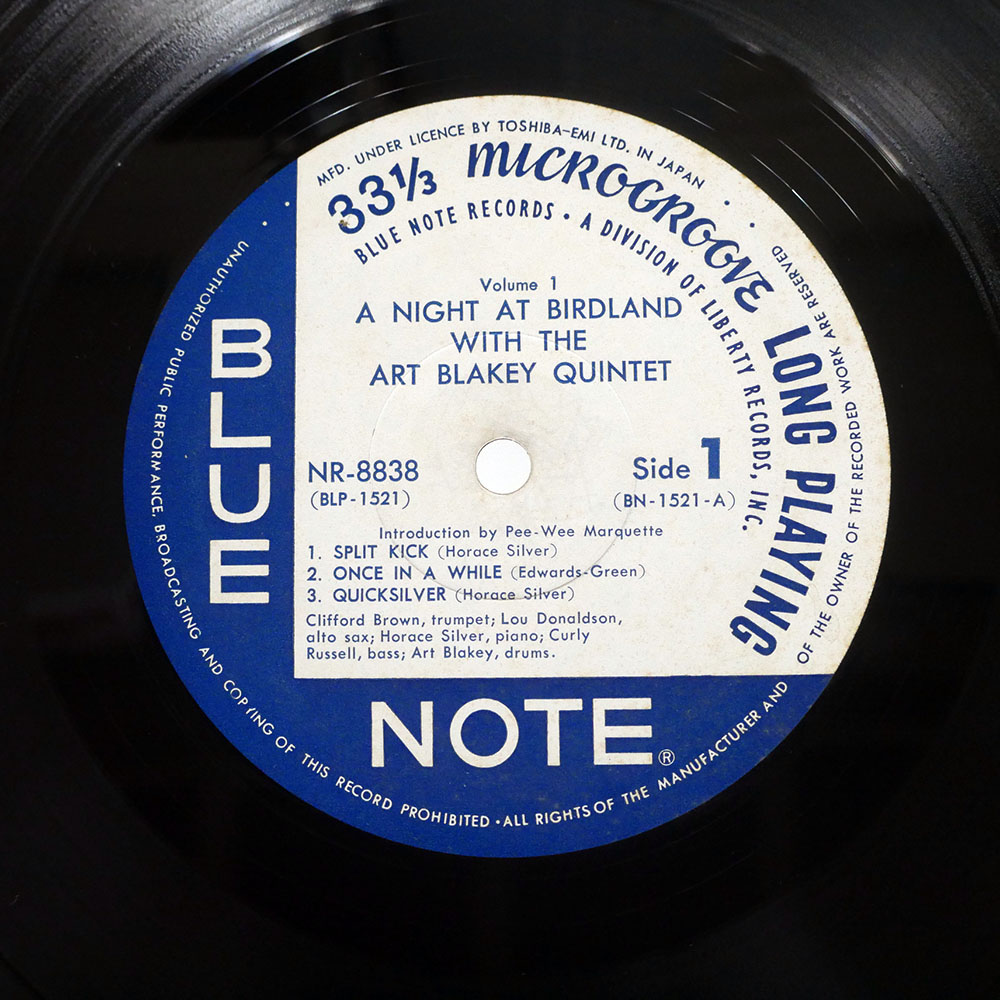 MFD. UNDER LICENCE BY TOSHIBA-EMI LTD. IN JAPAN
33⅓ MICROGROOVE LONG PLAYING
BLUE NOTE RECORDS • A DIVISION OF LIBERTY RECORDS, INC.
Volume 1
A NIGHT AT BIRDLAND
WITH THE
ART BLAKEY QUINTET
NR-8838
(BLP-1521)
Side 1
(BN-1521-A)
Introduction by Pee-Wee Marquette
1. SPLIT KICK (Horace Silver)
2. ONCE IN A WHILE (Edwards-Green)
3. QUICKSILVER (Horace Silver)
Clifford Brown, trumpet; Lou Donaldson,
alto sax; Horace Silver, piano; Curly
Russell, bass; Art Blakey, drums.
BLUE
NOTE®
UNAUTHORIZED PUBLIC PERFORMANCE, BROADCASTING AND COPYING OF THIS RECORD PROHIBITED • ALL RIGHTS OF THE MANUFACTURER AND OF THE OWNER OF THE RECORDED WORK ARE RESERVED